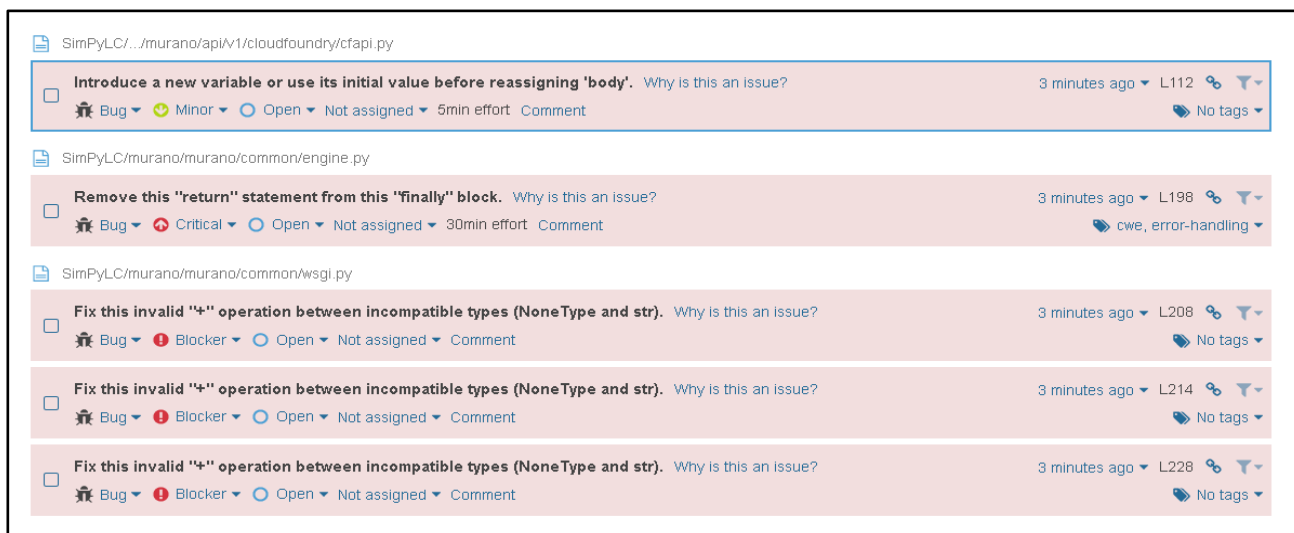 SimPyLC/.../murano/api/v1/cloudfoundry/cfapi.py
Introduce a new variable or use its initial value before reassigning 'body'. Why is this an issue? 3 minutes ago L112
Bug Minor Open Not assigned 5min effort Comment No tags
SimPyLC/murano/murano/common/engine.py
Remove this "return" statement from this "finally" block. Why is this an issue? 3 minutes ago L198
Bug Critical Open Not assigned 30min effort Comment cwe, error-handling
SimPyLC/murano/murano/common/wsgi.py
Fix this invalid "+" operation between incompatible types (NoneType and str). Why is this an issue? 3 minutes ago L208
Bug Blocker Open Not assigned Comment No tags
Fix this invalid "+" operation between incompatible types (NoneType and str). Why is this an issue? 3 minutes ago L214
Bug Blocker Open Not assigned Comment No tags
Fix this invalid "+" operation between incompatible types (NoneType and str). Why is this an issue? 3 minutes ago L228
Bug Blocker Open Not assigned Comment No tags